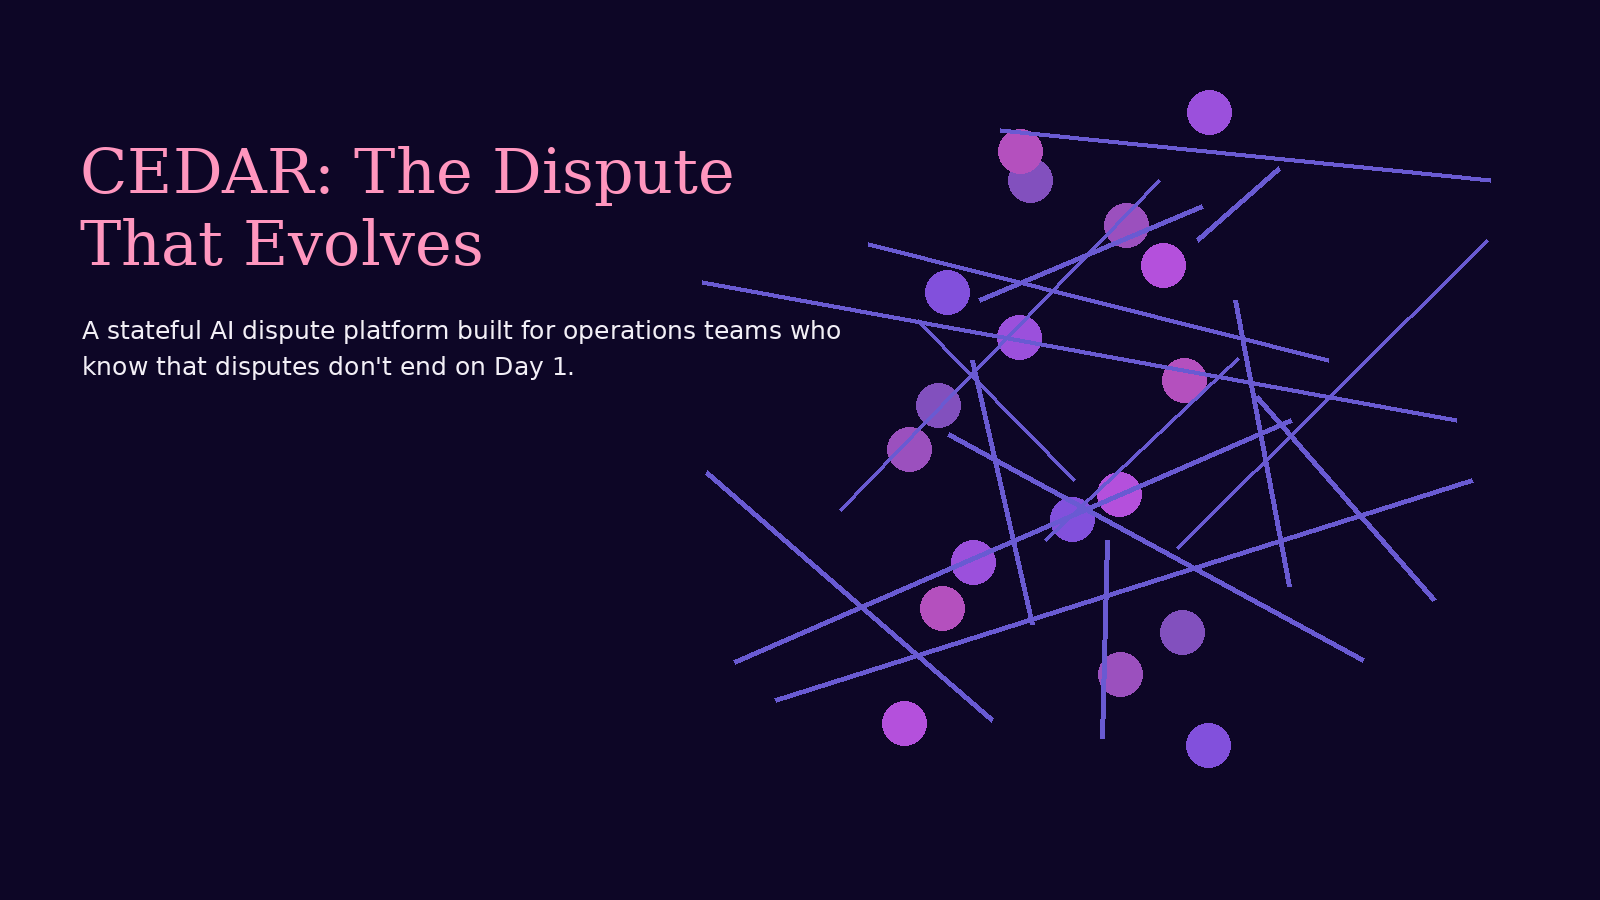 CEDAR: The Dispute
That Evolves
A stateful AI dispute platform built for operations teams who
know that disputes don't end on Day 1.